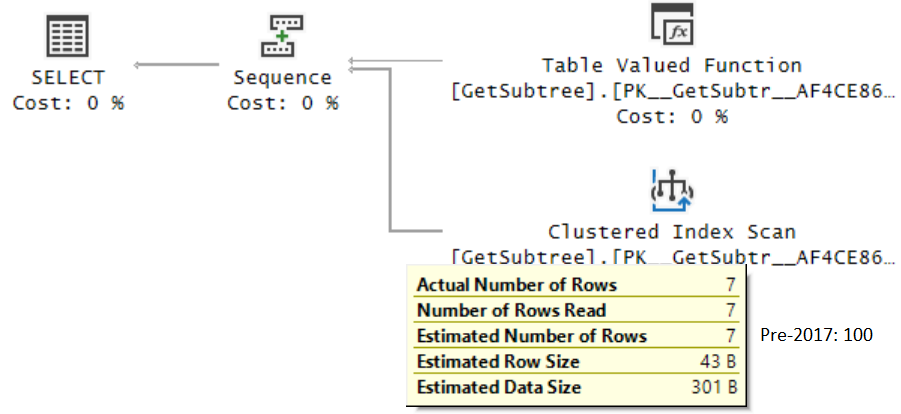 SELECT
Cost: 0 %
Sequence
Cost: 0 %
fx
Table Valued Function
[GetSubtree].[PK__GetSubtr__AF4CE86…
Cost: 0 %
Clustered Index Scan
[GetSubtree].[PK__GetSubtr__AF4CE86…
Actual Number of Rows 7
Number of Rows Read 7
Estimated Number of Rows 7
Pre-2017: 100
Estimated Row Size 43 B
Estimated Data Size 301 B